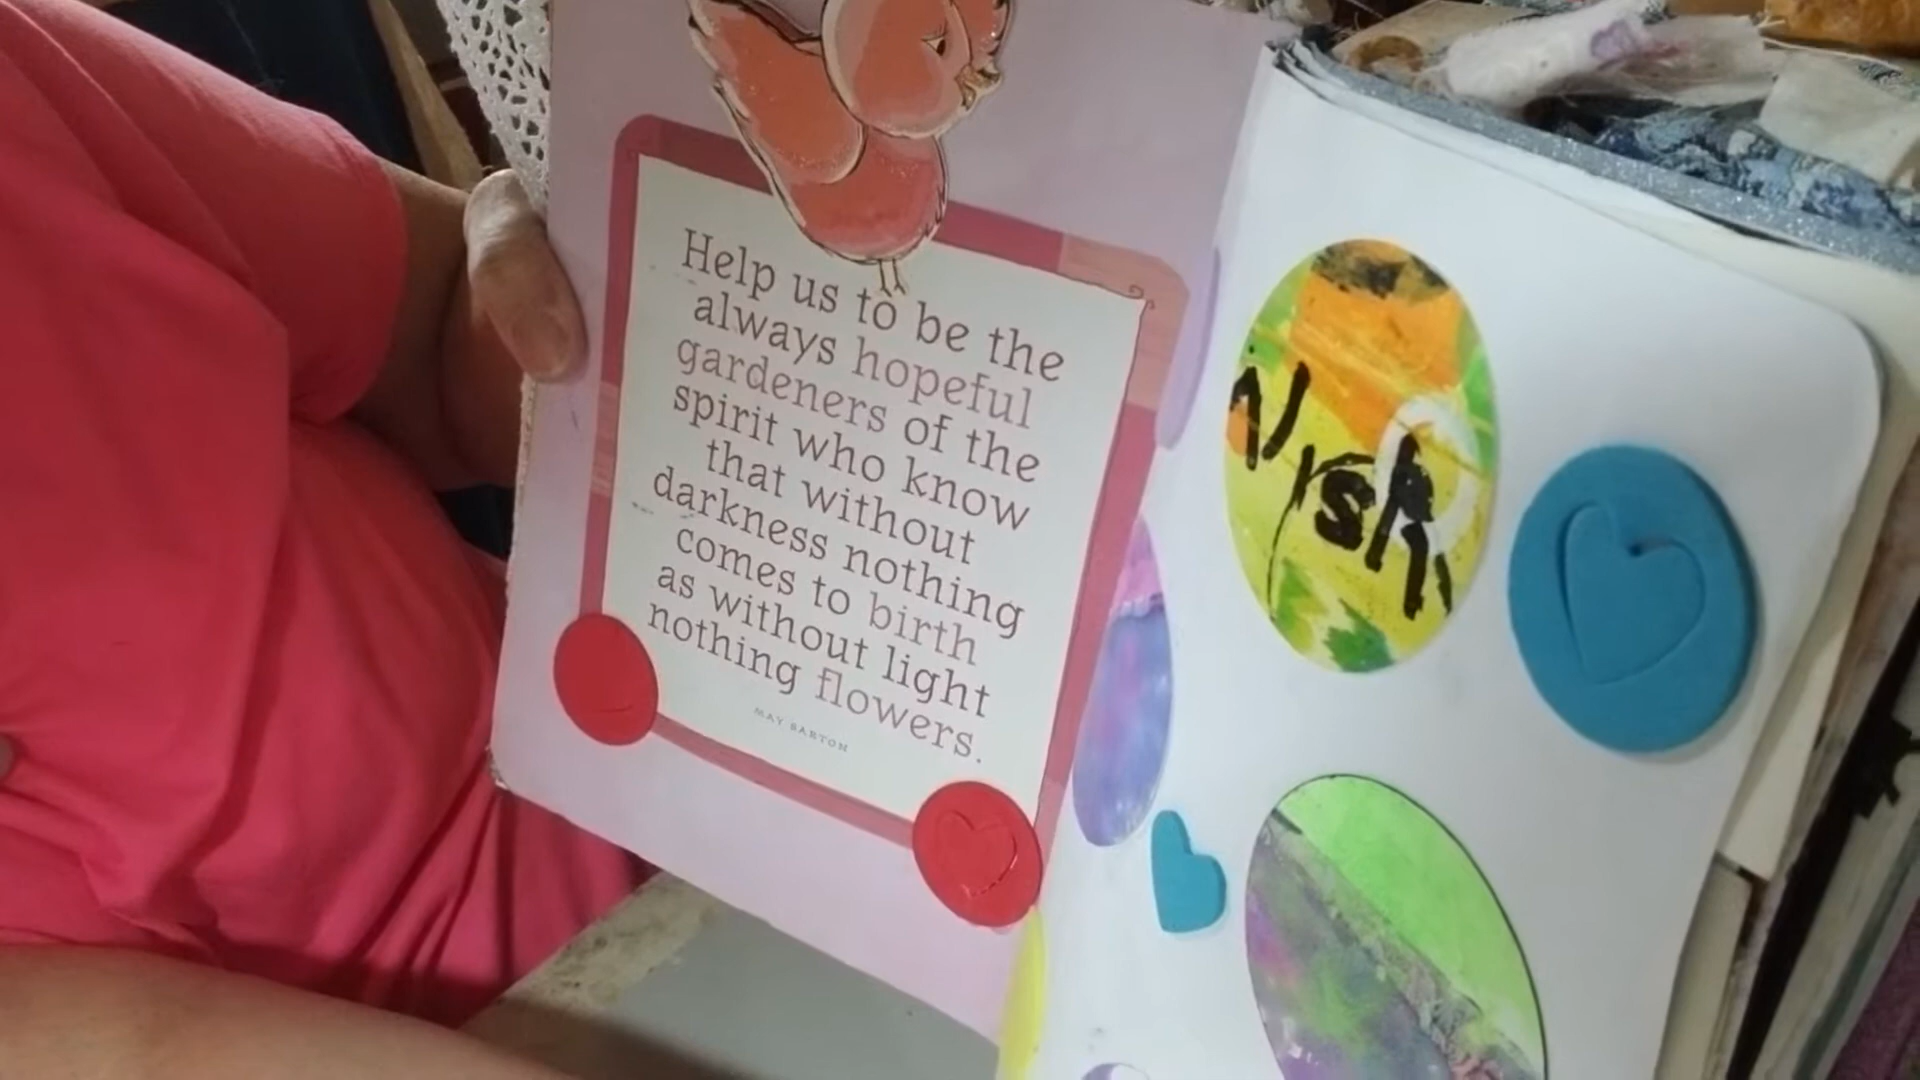 Help us to be the
always hopeful
gardeners of the
spirit who know
that without
darkness nothing
comes to birth
as without light
nothing flowers.
MAY SARTON